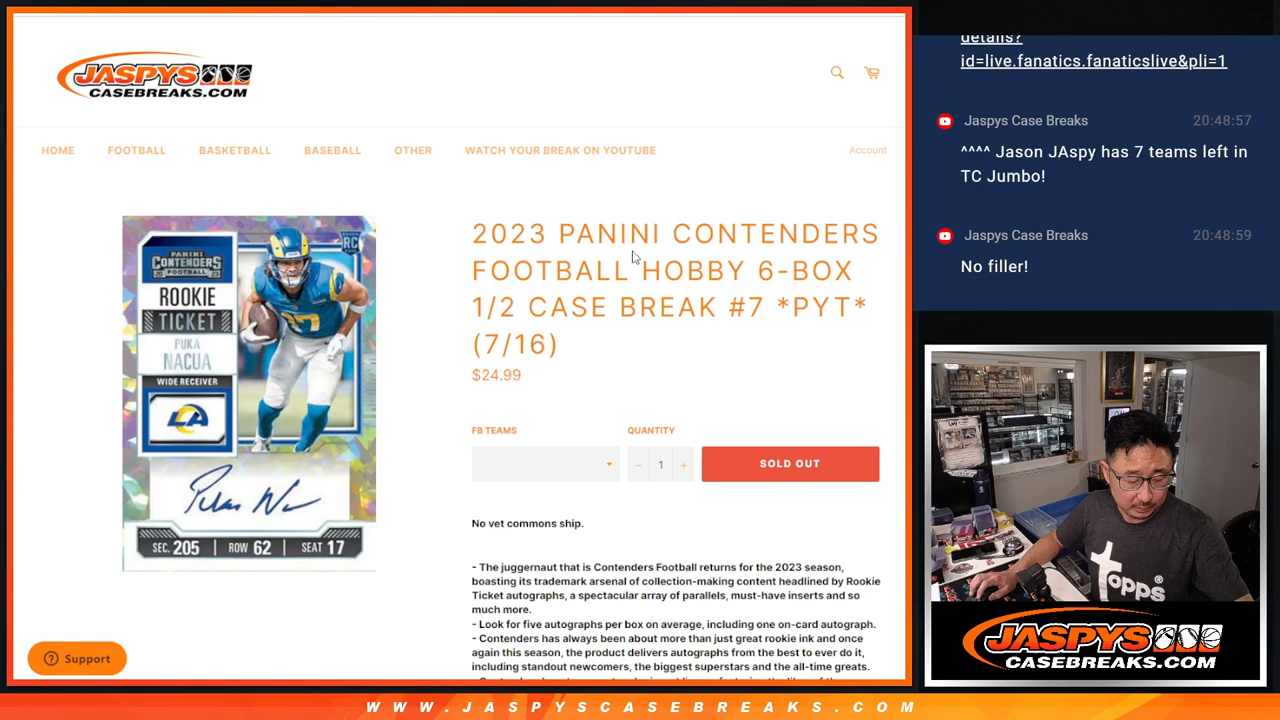 JASPYS
CASEBREAKS.COM
HOME
FOOTBALL
BASKETBALL
BASEBALL
OTHER
WATCH YOUR BREAK ON YOUTUBE
Account
PANINI
CONTENDERS
FOOTBALL
ROOKIE
TICKET
PUKA
NACUA
WIDE RECEIVER
LA
RC
17
SEC. 205 | ROW 62 | SEAT 17
2023 PANINI CONTENDERS
FOOTBALL HOBBY 6-BOX
1/2 CASE BREAK #7 *PYT*
(7/16)
$24.99
FB TEAMS
QUANTITY
− 1 +
SOLD OUT
No vet commons ship.
- The juggernaut that is Contenders Football returns for the 2023 season,
boasting its trademark arsenal of collection-making content headlined by Rookie
Ticket autographs, a spectacular array of parallels, must-have inserts and so
much more.
- Look for five autographs per box on average, including one on-card autograph.
- Contenders has always been about more than just great rookie ink and once
again this season, the product delivers autographs from the best to ever do it,
including standout newcomers, the biggest superstars and the all-time greats.
Support
details?
id=live.fanatics.fanaticslive&pli=1
Jaspys Case Breaks 20:48:57
^^^^ Jason JAspy has 7 teams left in
TC Jumbo!
Jaspys Case Breaks 20:48:59
No filler!
topps
JASPYS
CASEBREAKS.COM
WWW.JASPYSCASEBREAKS.COM